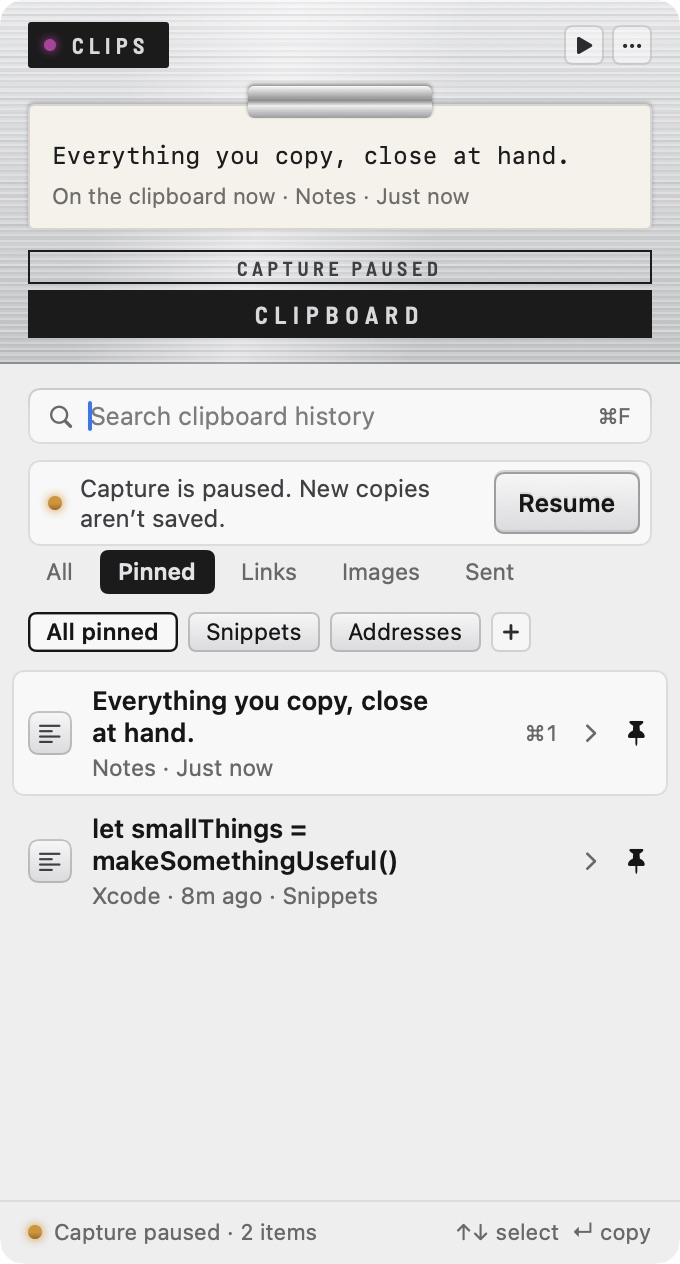 CLIPS
Everything you copy, close at hand.
On the clipboard now · Notes · Just now
CAPTURE PAUSED
CLIPBOARD
Search clipboard history ⌘F
Capture is paused. New copies
aren’t saved.
Resume
All Pinned Links Images Sent
All pinned Snippets Addresses +
Everything you copy, close
at hand.
⌘1
Notes · Just now
let smallThings =
makeSomethingUseful()
Xcode · 8m ago · Snippets
Capture paused · 2 items ↑↓ select ↵ copy